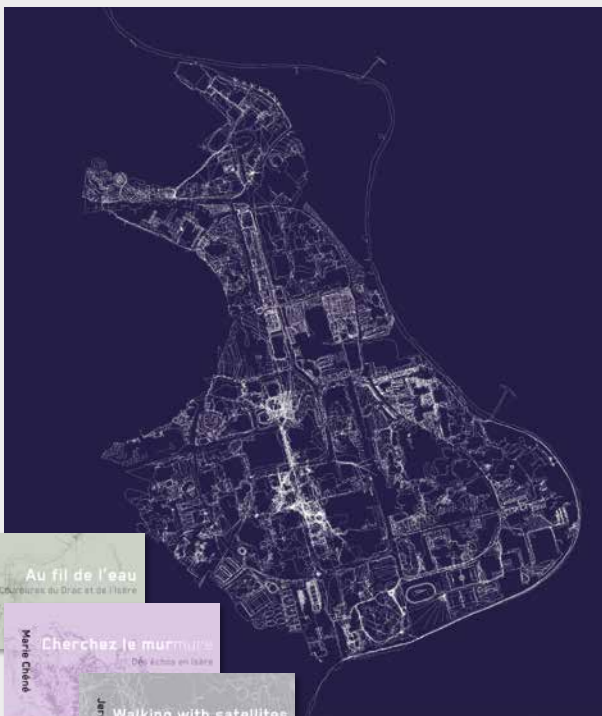 Au fil de l'eau
Coutures du Drac et de l'Isère
Cherchez le murmure
Des échos en Isère
Marie Chéné
Walking with satellites